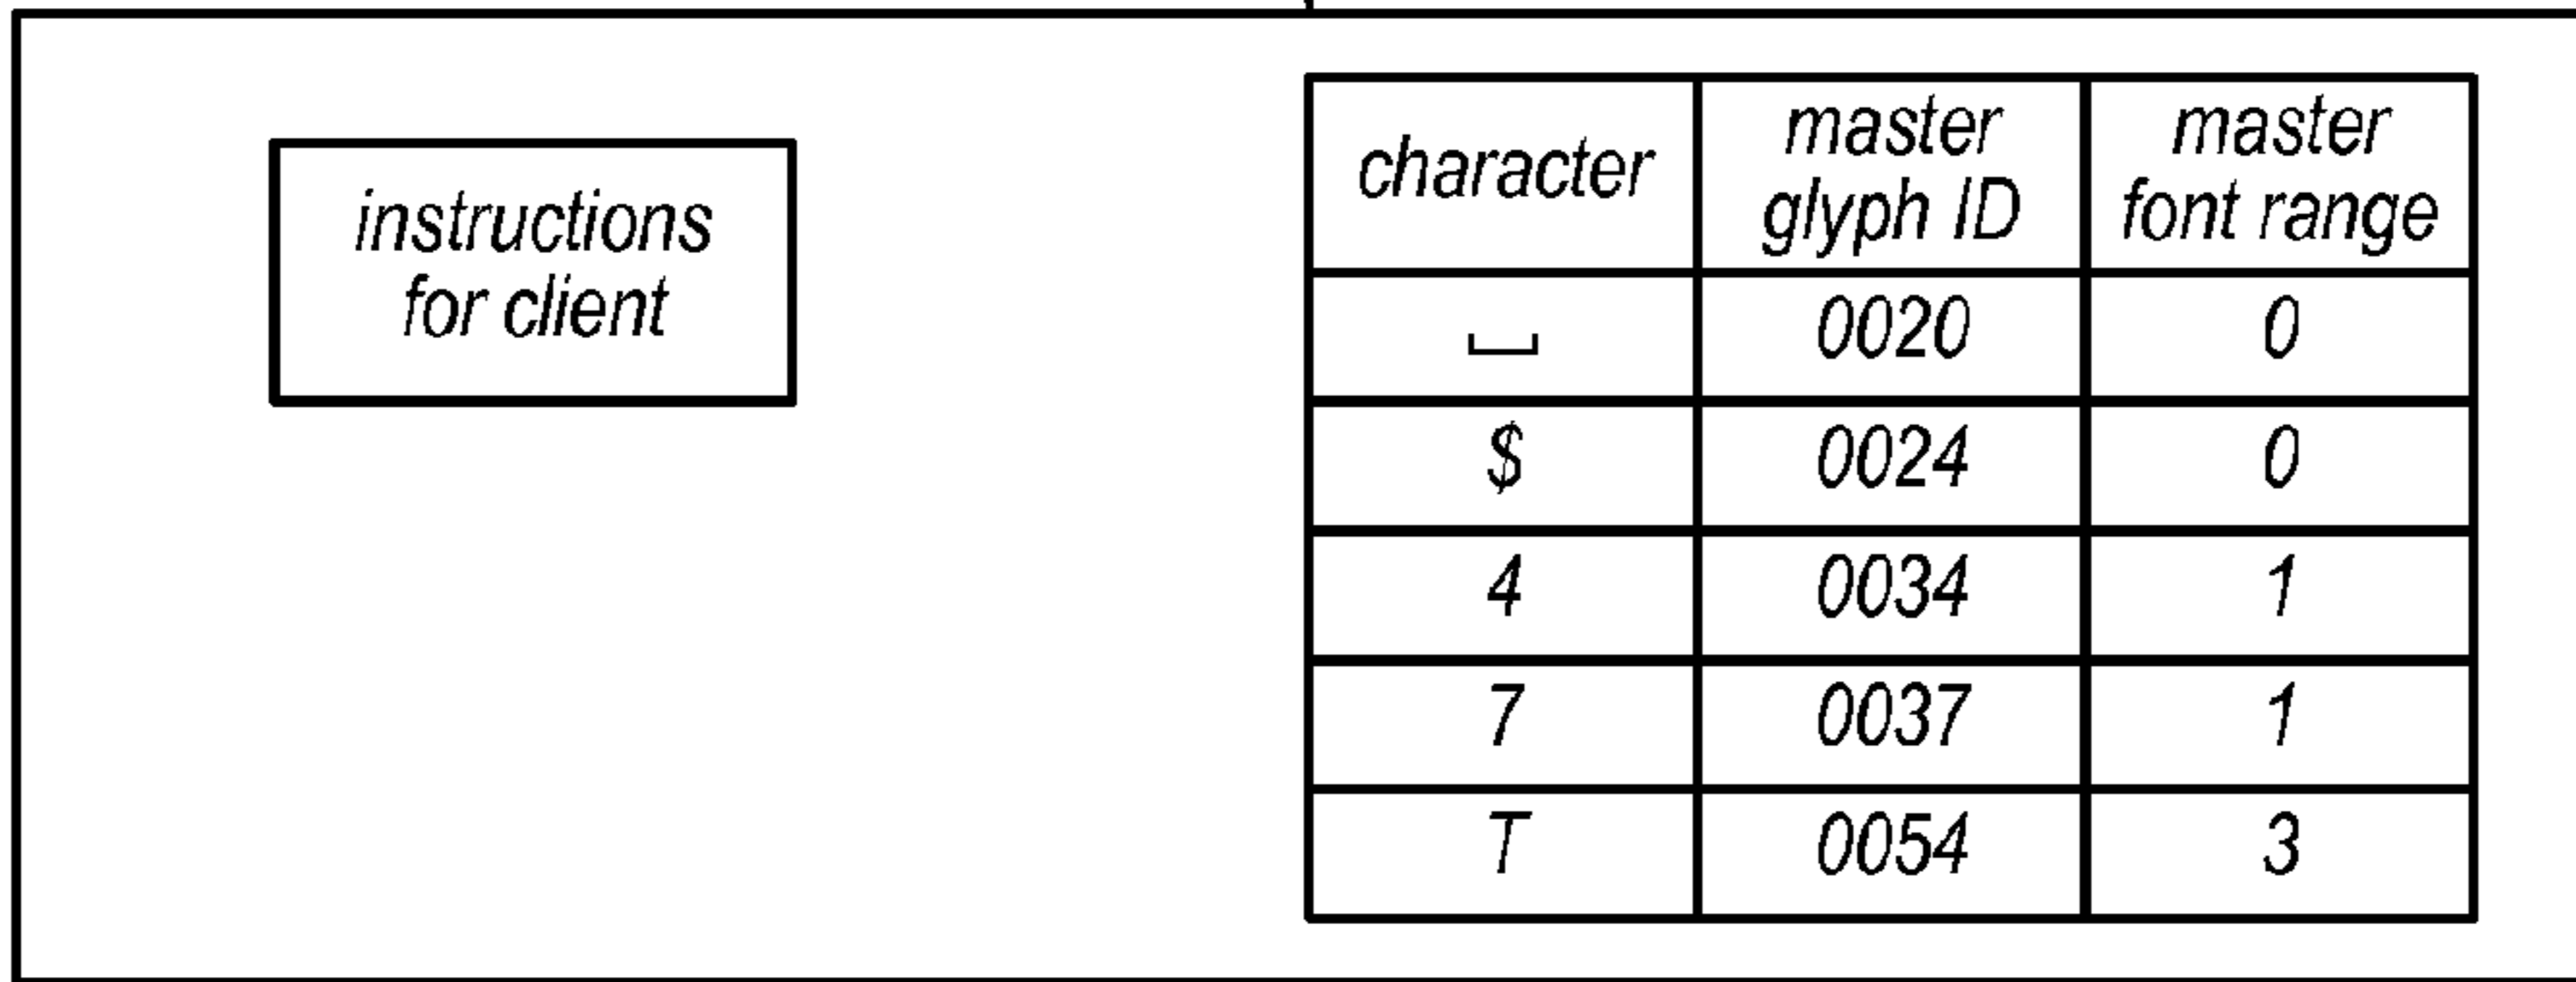 instructions
for client
character master glyph ID master font range
␣ 0020 0
$ 0024 0
4 0034 1
7 0037 1
T 0054 3